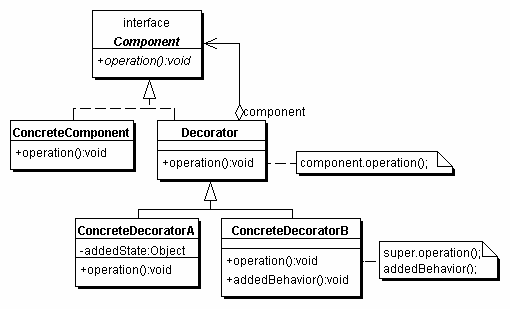 interface
Component
+operation():void
component
ConcreteComponent
+operation():void
Decorator
+operation():void
component.operation();
ConcreteDecoratorA
-addedState:Object
+operation():void
ConcreteDecoratorB
+operation():void
+addedBehavior():void
super.operation();
addedBehavior();